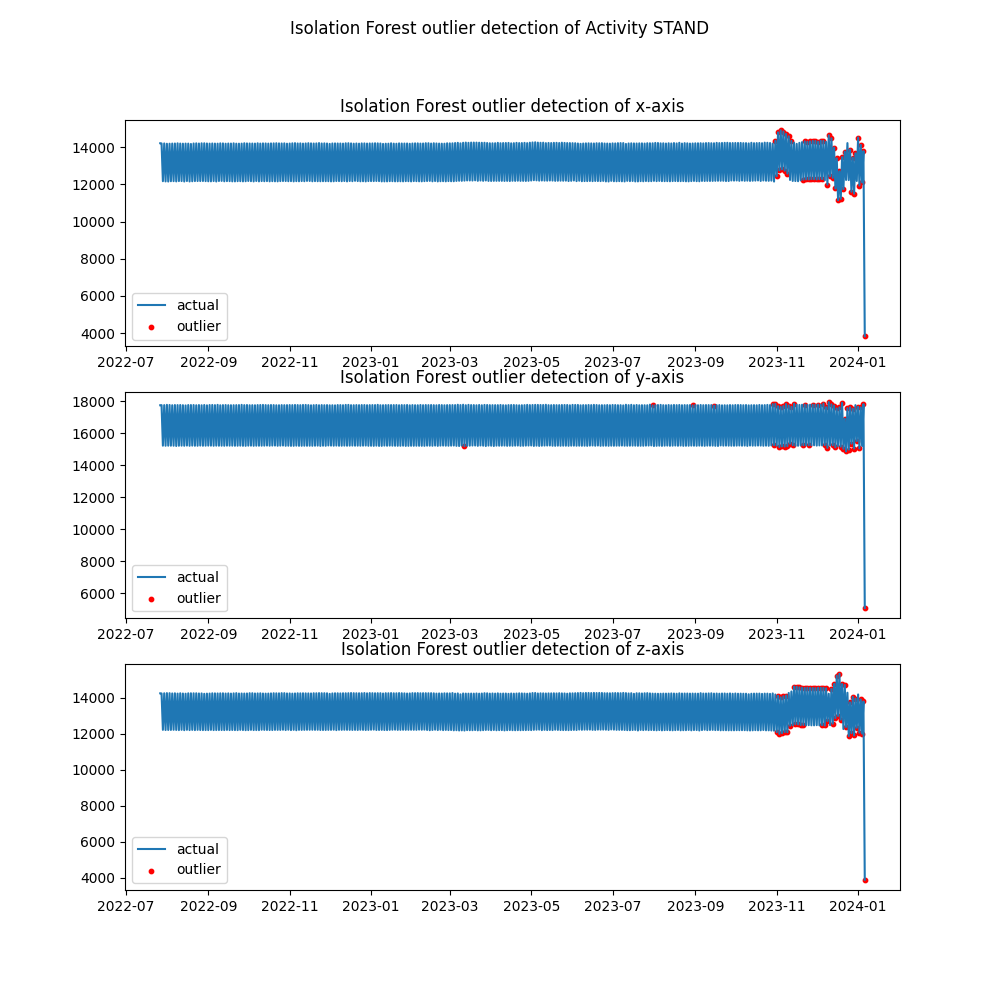 Isolation Forest outlier detection of Activity STAND
Isolation Forest outlier detection of x-axis
14000
12000
10000
8000
6000
4000
actual
outlier
2022-07 2022-09 2022-11 2023-01 2023-03 2023-05 2023-07 2023-09 2023-11 2024-01
Isolation Forest outlier detection of y-axis
18000
16000
14000
12000
10000
8000
6000
actual
outlier
2022-07 2022-09 2022-11 2023-01 2023-03 2023-05 2023-07 2023-09 2023-11 2024-01
Isolation Forest outlier detection of z-axis
14000
12000
10000
8000
6000
4000
actual
outlier
2022-07 2022-09 2022-11 2023-01 2023-03 2023-05 2023-07 2023-09 2023-11 2024-01